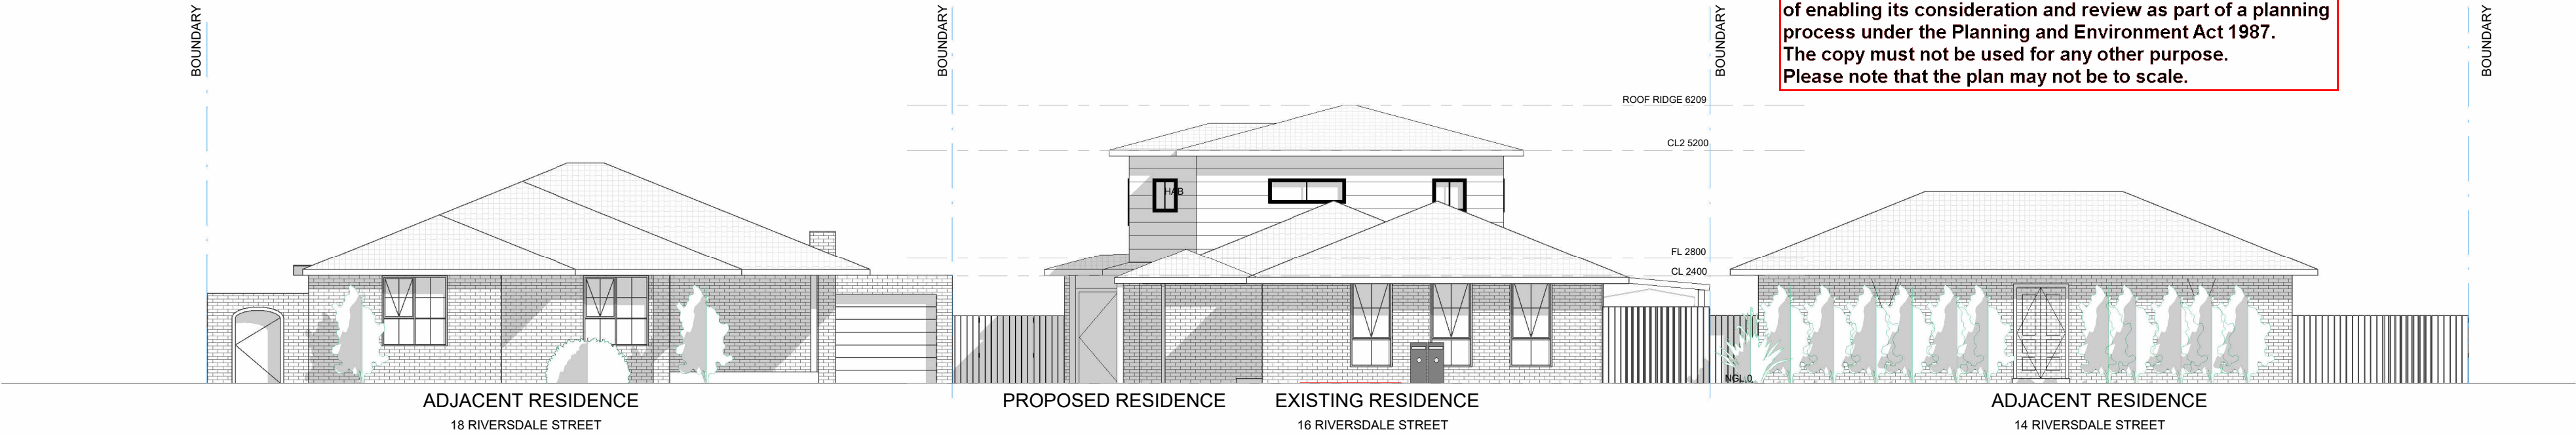 BOUNDARY
BOUNDARY
BOUNDARY
BOUNDARY
of enabling its consideration and review as part of a planning
process under the Planning and Environment Act 1987.
The copy must not be used for any other purpose.
Please note that the plan may not be to scale.
ROOF RIDGE 6209
CL2 5200
HAB
FL 2800
CL 2400
NGL 0
ADJACENT RESIDENCE
18 RIVERSDALE STREET
PROPOSED RESIDENCE
EXISTING RESIDENCE
16 RIVERSDALE STREET
ADJACENT RESIDENCE
14 RIVERSDALE STREET